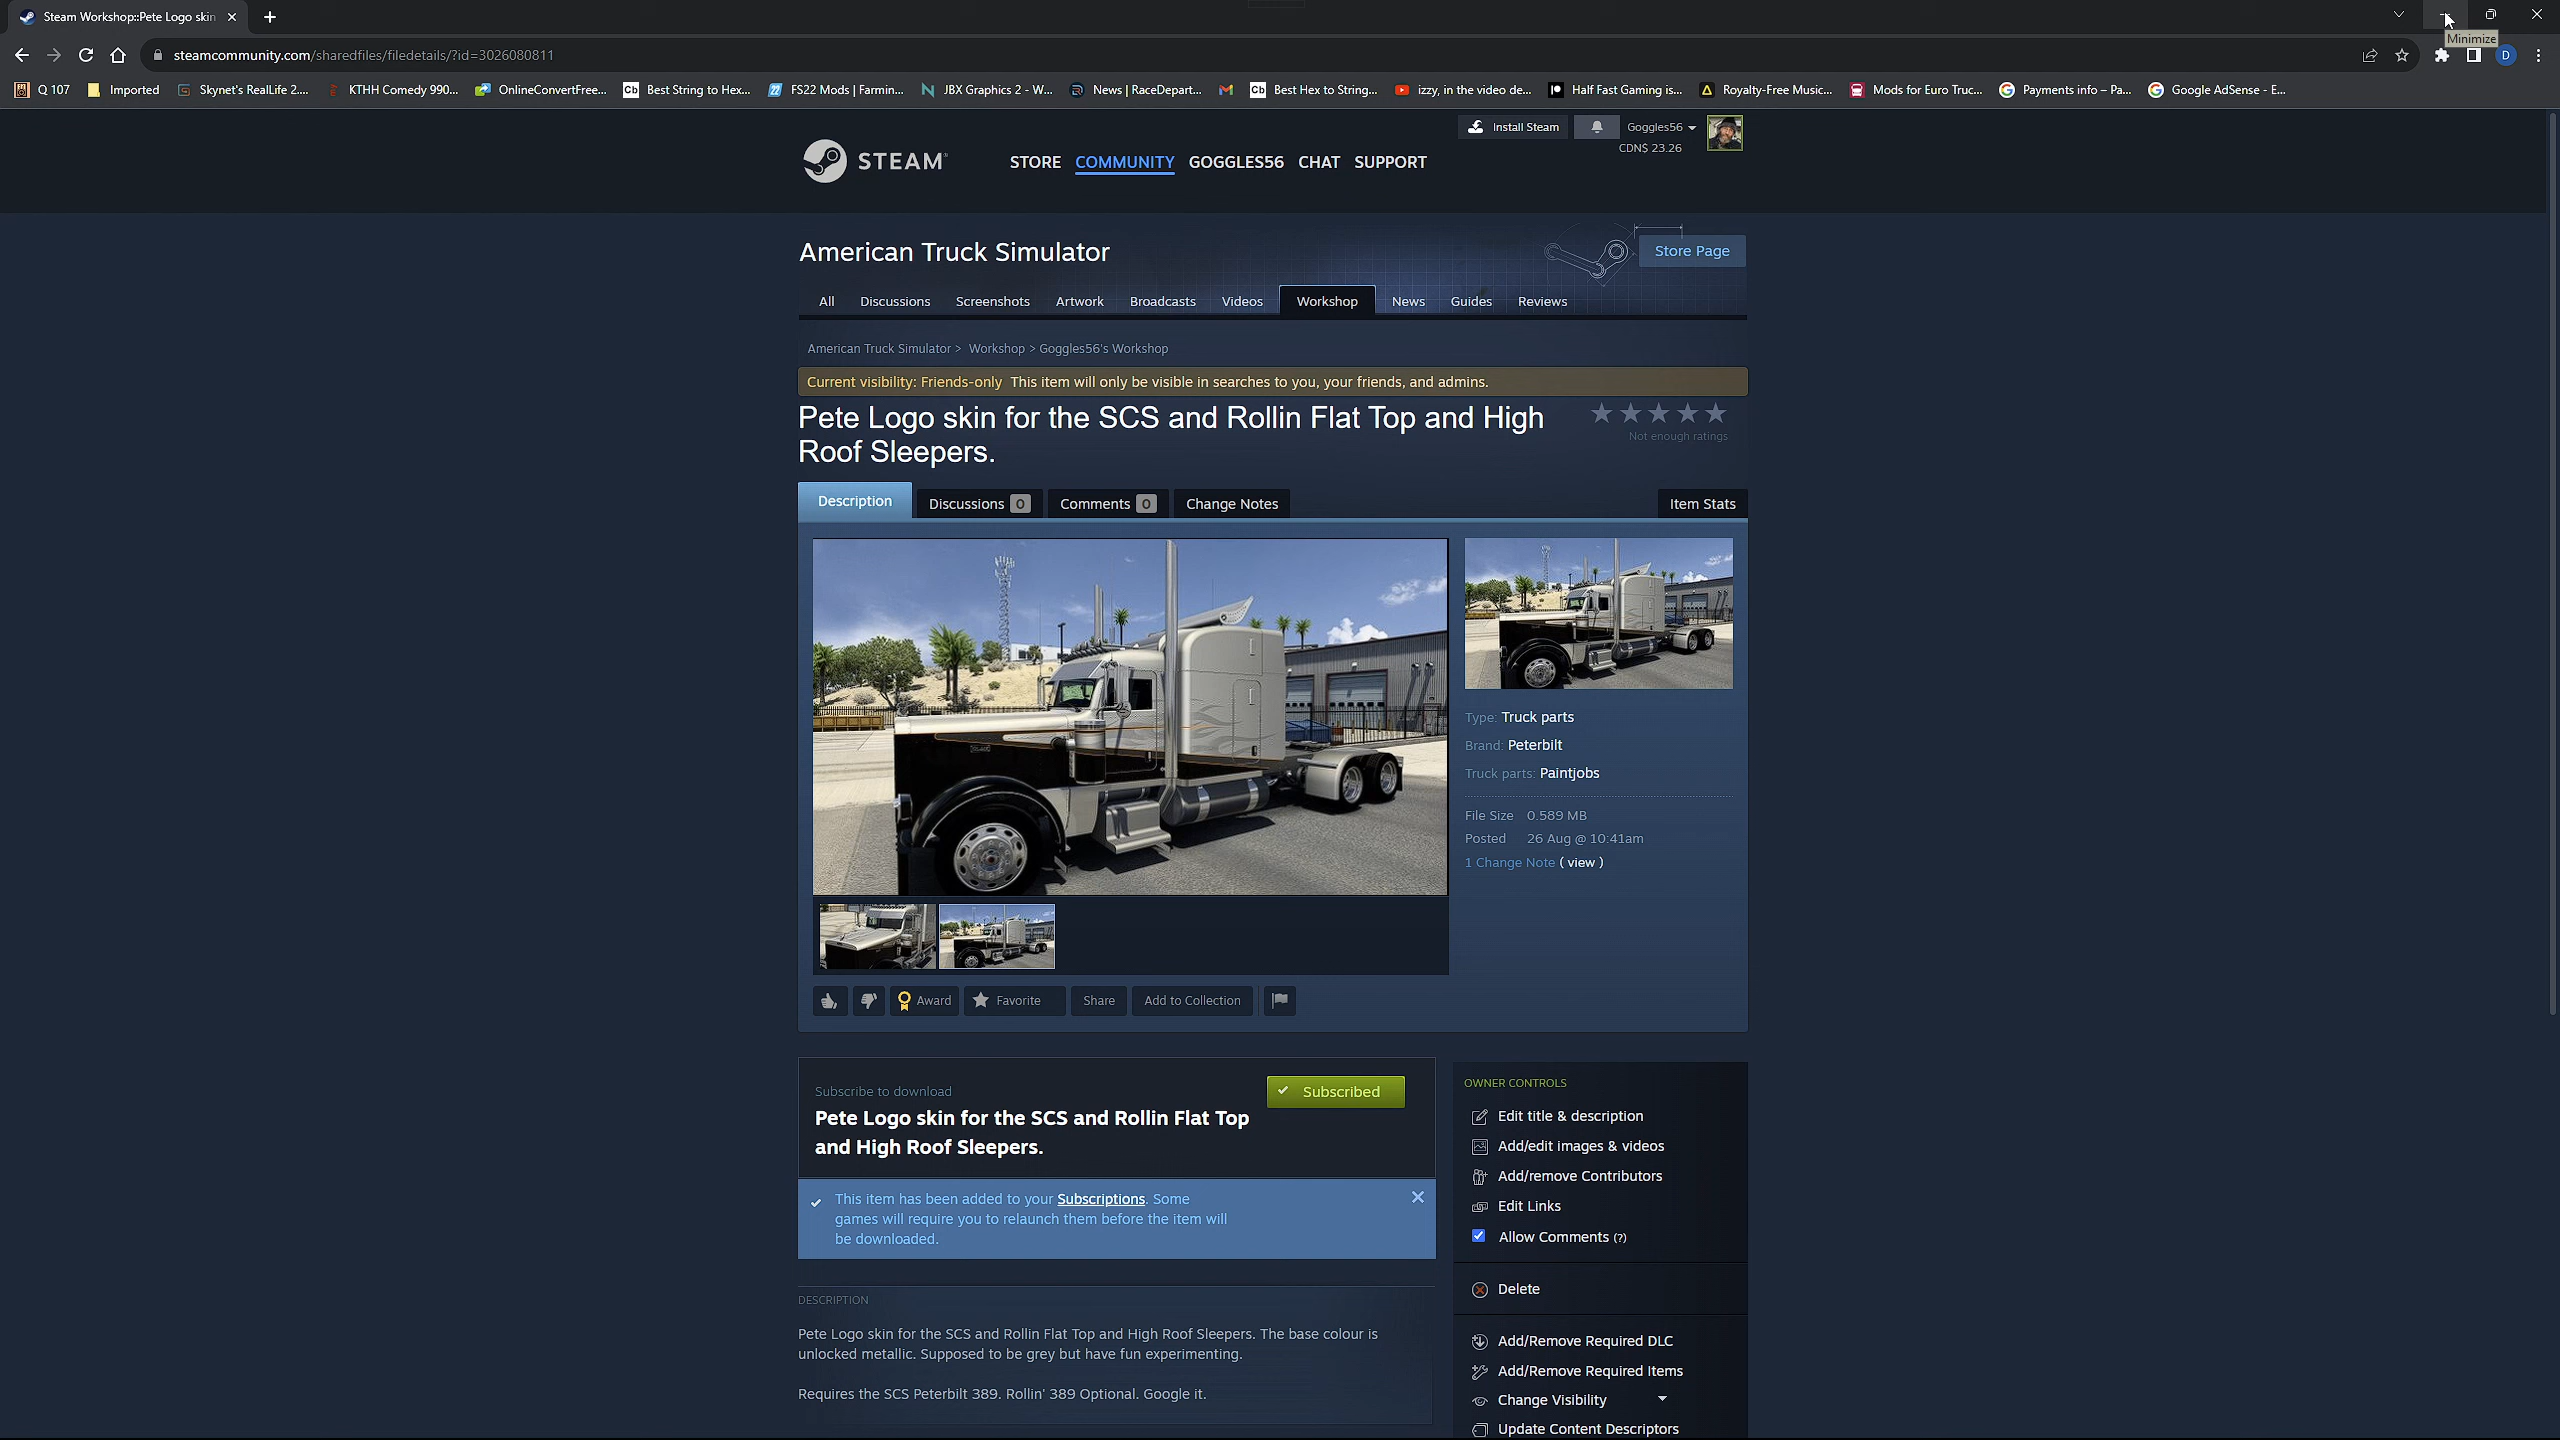 Steam Workshop::Pete Logo skin
Minimize
steamcommunity.com/sharedfiles/filedetails/?id=3026080811
Q 107
Imported
Skynet's RealLife 2....
KTHH Comedy 990...
OnlineConvertFree...
Best String to Hex...
FS22 Mods | Farmin...
JBX Graphics 2 - W...
News | RaceDepart...
Best Hex to String...
izzy, in the video de...
Half Fast Gaming is...
Royalty-Free Music...
Mods for Euro Truc...
Payments info – Pa...
Google AdSense - E...
Install Steam
Goggles56
CDN$ 23.26
STEAM
STORE COMMUNITY GOGGLES56 CHAT SUPPORT
American Truck Simulator
Store Page
All Discussions Screenshots Artwork Broadcasts Videos Workshop News Guides Reviews
American Truck Simulator > Workshop > Goggles56's Workshop
Current visibility: Friends-only This item will only be visible in searches to you, your friends, and admins.
Pete Logo skin for the SCS and Rollin Flat Top and High
Roof Sleepers.
Not enough ratings
Description Discussions 0 Comments 0 Change Notes Item Stats
Type: Truck parts
Brand: Peterbilt
Truck parts: Paintjobs
File Size 0.589 MB
Posted 26 Aug @ 10:41am
1 Change Note ( view )
Award Favorite Share Add to Collection
Subscribe to download
Pete Logo skin for the SCS and Rollin Flat Top
and High Roof Sleepers.
Subscribed
This item has been added to your Subscriptions. Some
games will require you to relaunch them before the item will
be downloaded.
DESCRIPTION
Pete Logo skin for the SCS and Rollin Flat Top and High Roof Sleepers. The base colour is
unlocked metallic. Supposed to be grey but have fun experimenting.
Requires the SCS Peterbilt 389. Rollin' 389 Optional. Google it.
OWNER CONTROLS
Edit title & description
Add/edit images & videos
Add/remove Contributors
Edit Links
Allow Comments (?)
Delete
Add/Remove Required DLC
Add/Remove Required Items
Change Visibility
Update Content Descriptors